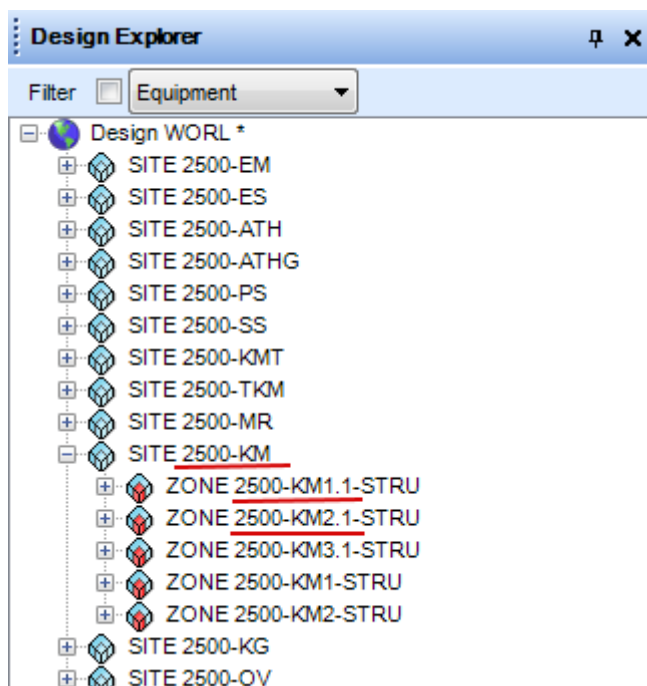 Design Explorer
Filter Equipment
Design WORL *
SITE 2500-EM
SITE 2500-ES
SITE 2500-ATH
SITE 2500-ATHG
SITE 2500-PS
SITE 2500-SS
SITE 2500-KMT
SITE 2500-TKM
SITE 2500-MR
SITE 2500-KM
ZONE 2500-KM1.1-STRU
ZONE 2500-KM2.1-STRU
ZONE 2500-KM3.1-STRU
ZONE 2500-KM1-STRU
ZONE 2500-KM2-STRU
SITE 2500-KG
SITE 2500-OV